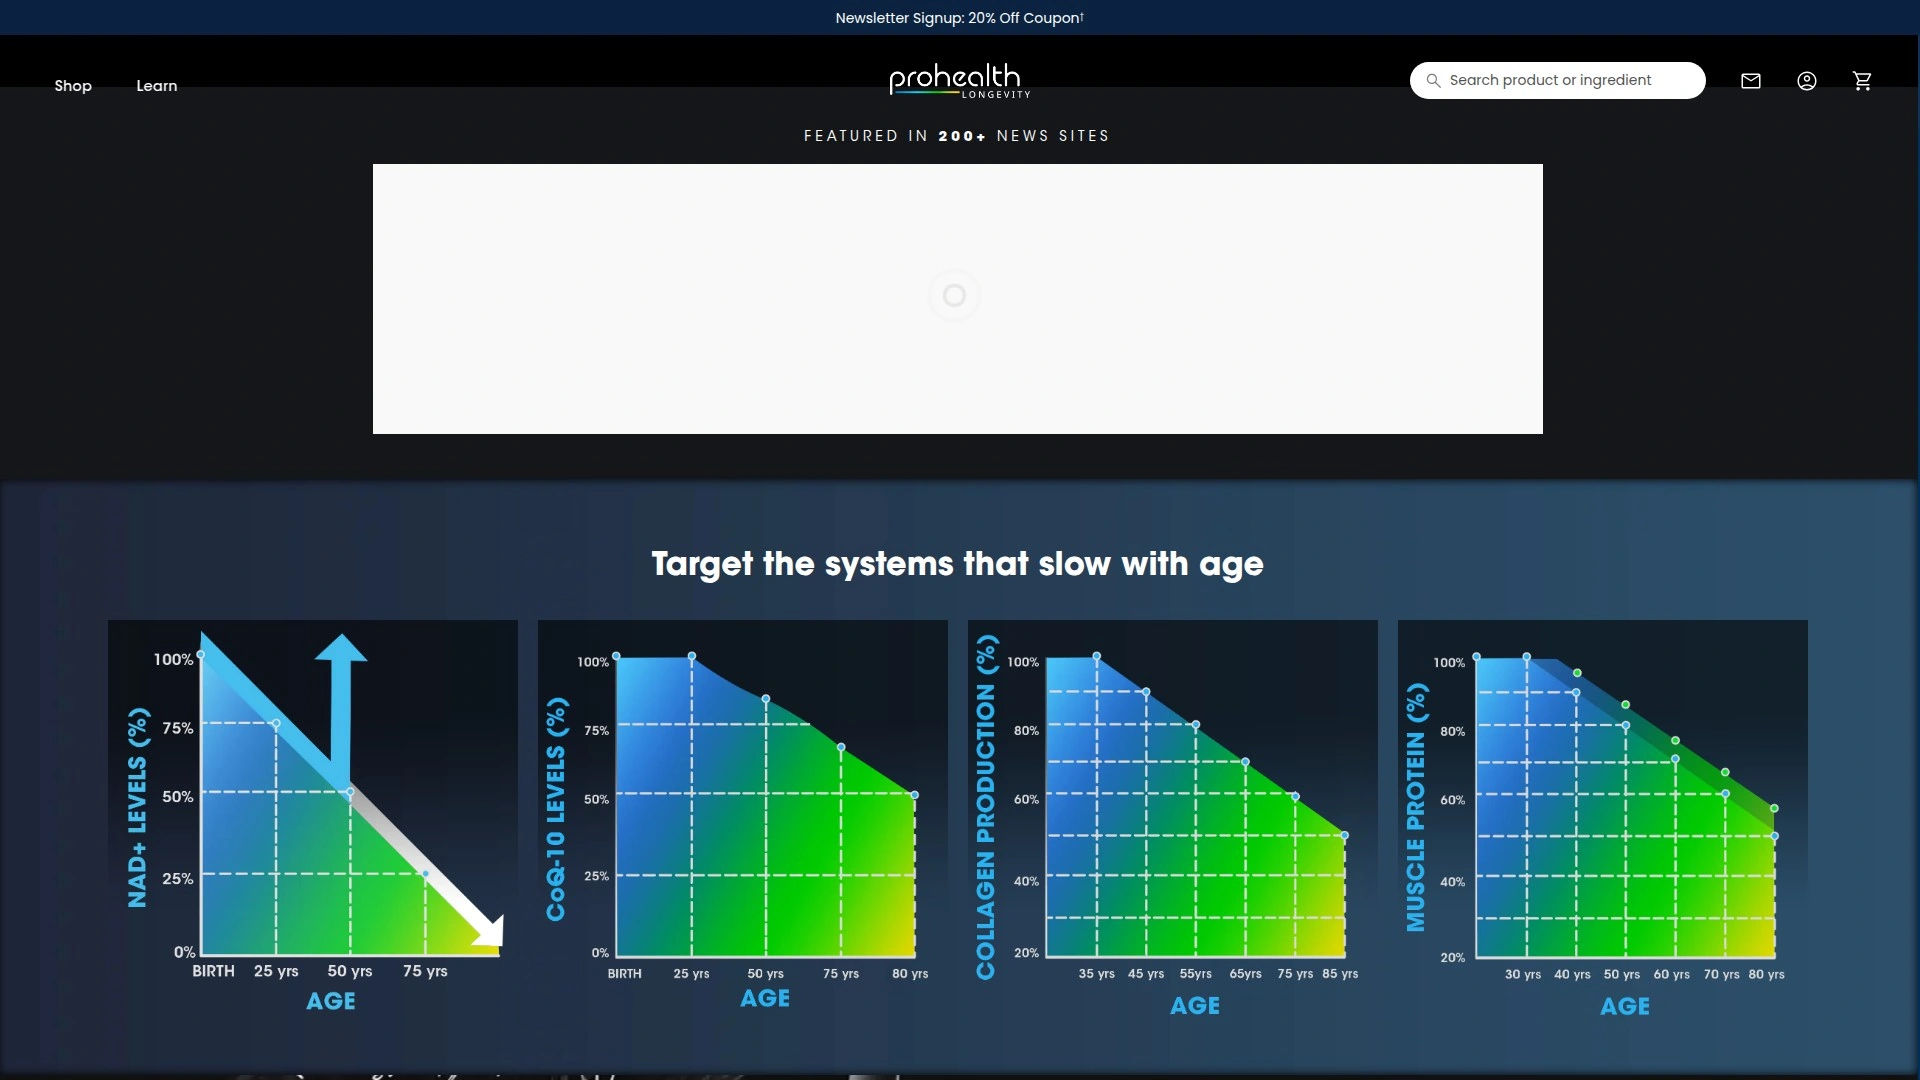 Newsletter Signup: 20% Off Coupon†
Shop Learn
prohealth
LONGEVITY
Search product or ingredient
FEATURED IN 200+ NEWS SITES
Target the systems that slow with age
NAD+ LEVELS (%)
100%
75%
50%
25%
0%
BIRTH 25 yrs 50 yrs 75 yrs
AGE
CoQ-10 LEVELS (%)
100%
75%
50%
25%
0%
BIRTH 25 yrs 50 yrs 75 yrs 80 yrs
AGE
COLLAGEN PRODUCTION (%)
100%
80%
60%
40%
20%
35 yrs 45 yrs 55yrs 65yrs 75 yrs 85 yrs
AGE
MUSCLE PROTEIN (%)
100%
80%
60%
40%
20%
30 yrs 40 yrs 50 yrs 60 yrs 70 yrs 80 yrs
AGE